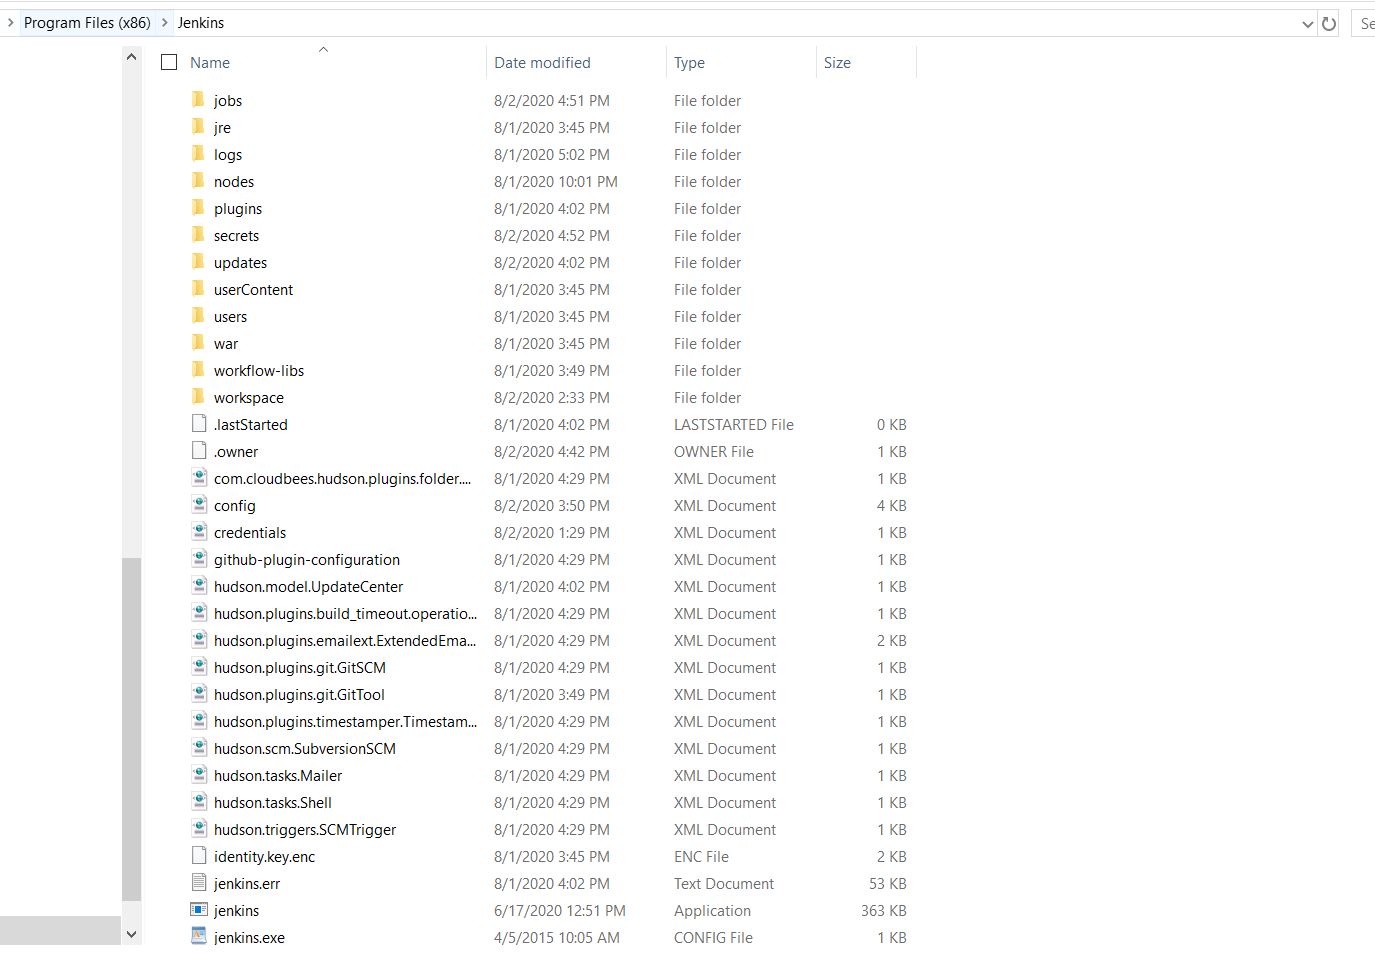 Program Files (x86) > Jenkins
Se
Name Date modified Type Size
jobs 8/2/2020 4:51 PM File folder
jre 8/1/2020 3:45 PM File folder
logs 8/1/2020 5:02 PM File folder
nodes 8/1/2020 10:01 PM File folder
plugins 8/1/2020 4:02 PM File folder
secrets 8/2/2020 4:52 PM File folder
updates 8/2/2020 4:02 PM File folder
userContent 8/1/2020 3:45 PM File folder
users 8/1/2020 3:45 PM File folder
war 8/1/2020 3:45 PM File folder
workflow-libs 8/1/2020 3:49 PM File folder
workspace 8/2/2020 2:33 PM File folder
.lastStarted 8/1/2020 4:02 PM LASTSTARTED File 0 KB
.owner 8/2/2020 4:42 PM OWNER File 1 KB
com.cloudbees.hudson.plugins.folder.... 8/1/2020 4:29 PM XML Document 1 KB
config 8/2/2020 3:50 PM XML Document 4 KB
credentials 8/2/2020 1:29 PM XML Document 1 KB
github-plugin-configuration 8/1/2020 4:29 PM XML Document 1 KB
hudson.model.UpdateCenter 8/1/2020 4:02 PM XML Document 1 KB
hudson.plugins.build_timeout.operatio... 8/1/2020 4:29 PM XML Document 1 KB
hudson.plugins.emailext.ExtendedEma... 8/1/2020 4:29 PM XML Document 2 KB
hudson.plugins.git.GitSCM 8/1/2020 4:29 PM XML Document 1 KB
hudson.plugins.git.GitTool 8/1/2020 3:49 PM XML Document 1 KB
hudson.plugins.timestamper.Timestam... 8/1/2020 4:29 PM XML Document 1 KB
hudson.scm.SubversionSCM 8/1/2020 4:29 PM XML Document 1 KB
hudson.tasks.Mailer 8/1/2020 4:29 PM XML Document 1 KB
hudson.tasks.Shell 8/1/2020 4:29 PM XML Document 1 KB
hudson.triggers.SCMTrigger 8/1/2020 4:29 PM XML Document 1 KB
identity.key.enc 8/1/2020 3:45 PM ENC File 2 KB
jenkins.err 8/1/2020 4:02 PM Text Document 53 KB
jenkins 6/17/2020 12:51 PM Application 363 KB
jenkins.exe 4/5/2015 10:05 AM CONFIG File 1 KB